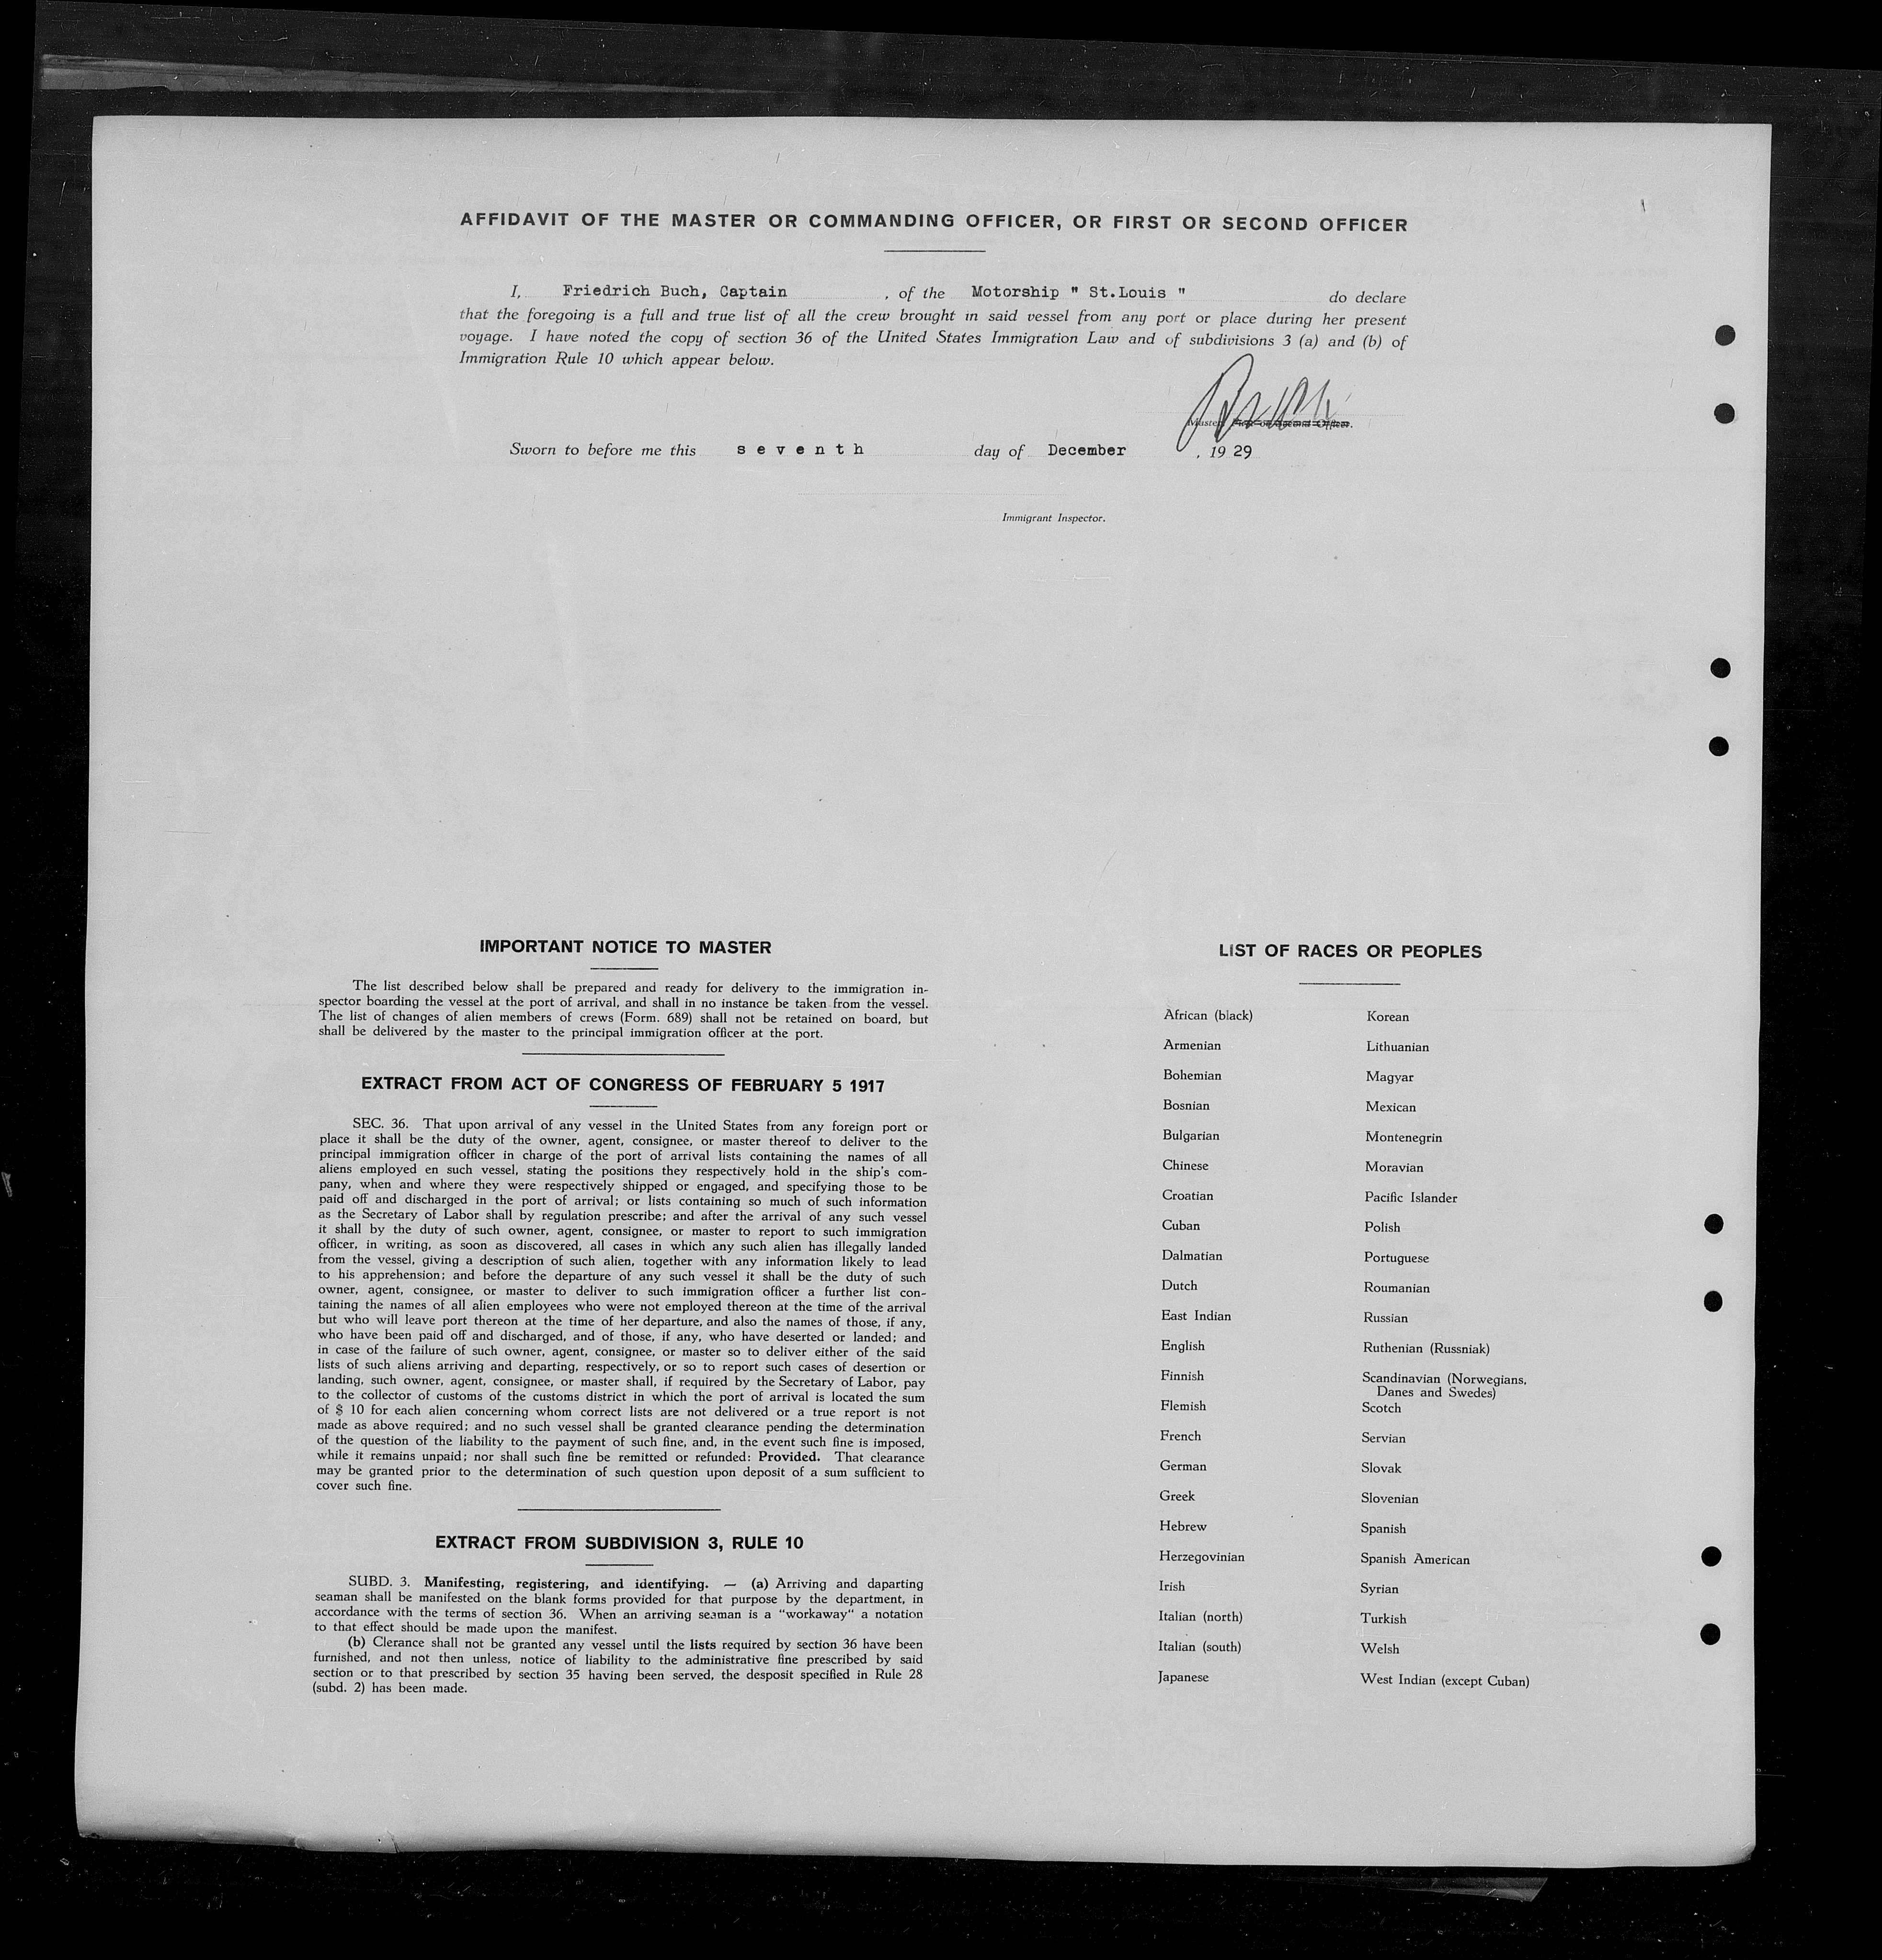 AFFIDAVIT OF THE MASTER OR COMMANDING OFFICER, OR FIRST OR SECOND OFFICER
I, Friedrich Buch, Captain , of the Motorship " St.Louis " do declare
that the foregoing is a full and true list of all the crew brought in said vessel from any port or place during her present
voyage. I have noted the copy of section 36 of the United States Immigration Law and of subdivisions 3 (a) and (b) of
Immigration Rule 10 which appear below.
Buch
Master, First or Second Officer.
Sworn to before me this s e v e n t h day of December , 19 29
Immigrant Inspector.
IMPORTANT NOTICE TO MASTER
The list described below shall be prepared and ready for delivery to the immigration in-
spector boarding the vessel at the port of arrival, and shall in no instance be taken from the vessel.
The list of changes of alien members of crews (Form. 689) shall not be retained on board, but
shall be delivered by the master to the principal immigration officer at the port.
EXTRACT FROM ACT OF CONGRESS OF FEBRUARY 5 1917
SEC. 36. That upon arrival of any vessel in the United States from any foreign port or
place it shall be the duty of the owner, agent, consignee, or master thereof to deliver to the
principal immigration officer in charge of the port of arrival lists containing the names of all
aliens employed en such vessel, stating the positions they respectively hold in the ship's com-
pany, when and where they were respectively shipped or engaged, and specifying those to be
paid off and discharged in the port of arrival; or lists containing so much of such information
as the Secretary of Labor shall by regulation prescribe; and after the arrival of any such vessel
it shall by the duty of such owner, agent, consignee, or master to report to such immigration
officer, in writing, as soon as discovered, all cases in which any such alien has illegally landed
from the vessel, giving a description of such alien, together with any information likely to lead
to his apprehension; and before the departure of any such vessel it shall be the duty of such
owner, agent, consignee, or master to deliver to such immigration officer a further list con-
taining the names of all alien employees who were not employed thereon at the time of the arrival
but who will leave port thereon at the time of her departure, and also the names of those, if any,
who have been paid off and discharged, and of those, if any, who have deserted or landed; and
in case of the failure of such owner, agent, consignee, or master so to deliver either of the said
lists of such aliens arriving and departing, respectively, or so to report such cases of desertion or
landing, such owner, agent, consignee, or master shall, if required by the Secretary of Labor, pay
to the collector of customs of the customs district in which the port of arrival is located the sum
of $ 10 for each alien concerning whom correct lists are not delivered or a true report is not
made as above required; and no such vessel shall be granted clearance pending the determination
of the question of the liability to the payment of such fine, and, in the event such fine is imposed,
while it remains unpaid; nor shall such fine be remitted or refunded: Provided. That clearance
may be granted prior to the determination of such question upon deposit of a sum sufficient to
cover such fine.
EXTRACT FROM SUBDIVISION 3, RULE 10
SUBD. 3. Manifesting, registering, and identifying. — (a) Arriving and daparting
seaman shall be manifested on the blank forms provided for that purpose by the department, in
accordance with the terms of section 36. When an arriving seaman is a "workaway" a notation
to that effect should be made upon the manifest.
(b) Clerance shall not be granted any vessel until the lists required by section 36 have been
furnished, and not then unless, notice of liability to the administrative fine prescribed by said
section or to that prescribed by section 35 having been served, the desposit specified in Rule 28
(subd. 2) has been made.
LIST OF RACES OR PEOPLES
African (black)
Armenian
Bohemian
Bosnian
Bulgarian
Chinese
Croatian
Cuban
Dalmatian
Dutch
East Indian
English
Finnish
Flemish
French
German
Greek
Hebrew
Herzegovinian
Irish
Italian (north)
Italian (south)
Japanese
Korean
Lithuanian
Magyar
Mexican
Montenegrin
Moravian
Pacific Islander
Polish
Portuguese
Roumanian
Russian
Ruthenian (Russniak)
Scandinavian (Norwegians,
Danes and Swedes)
Scotch
Servian
Slovak
Slovenian
Spanish
Spanish American
Syrian
Turkish
Welsh
West Indian (except Cuban)